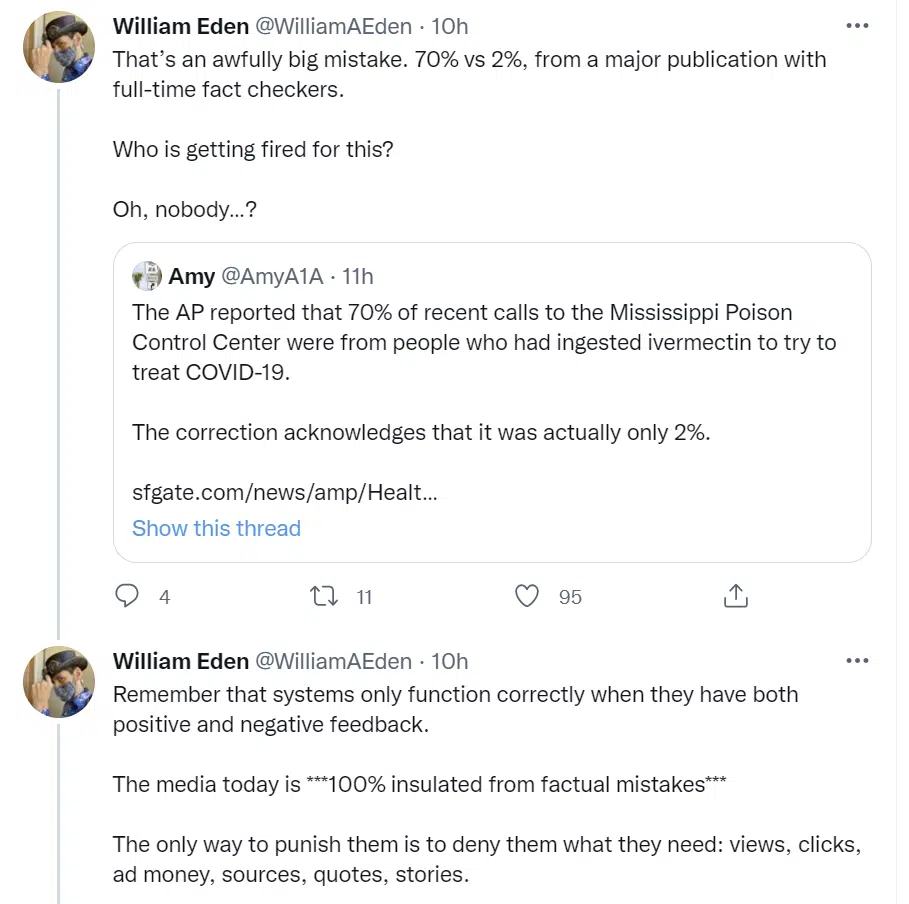 William Eden @WilliamAEden · 10h
That’s an awfully big mistake. 70% vs 2%, from a major publication with
full-time fact checkers.
Who is getting fired for this?
Oh, nobody...?
Amy @AmyA1A · 11h
The AP reported that 70% of recent calls to the Mississippi Poison
Control Center were from people who had ingested ivermectin to try to
treat COVID-19.
The correction acknowledges that it was actually only 2%.
sfgate.com/news/amp/Healt...
Show this thread
4 11 95
William Eden @WilliamAEden · 10h
Remember that systems only function correctly when they have both
positive and negative feedback.
The media today is ***100% insulated from factual mistakes***
The only way to punish them is to deny them what they need: views, clicks,
ad money, sources, quotes, stories.